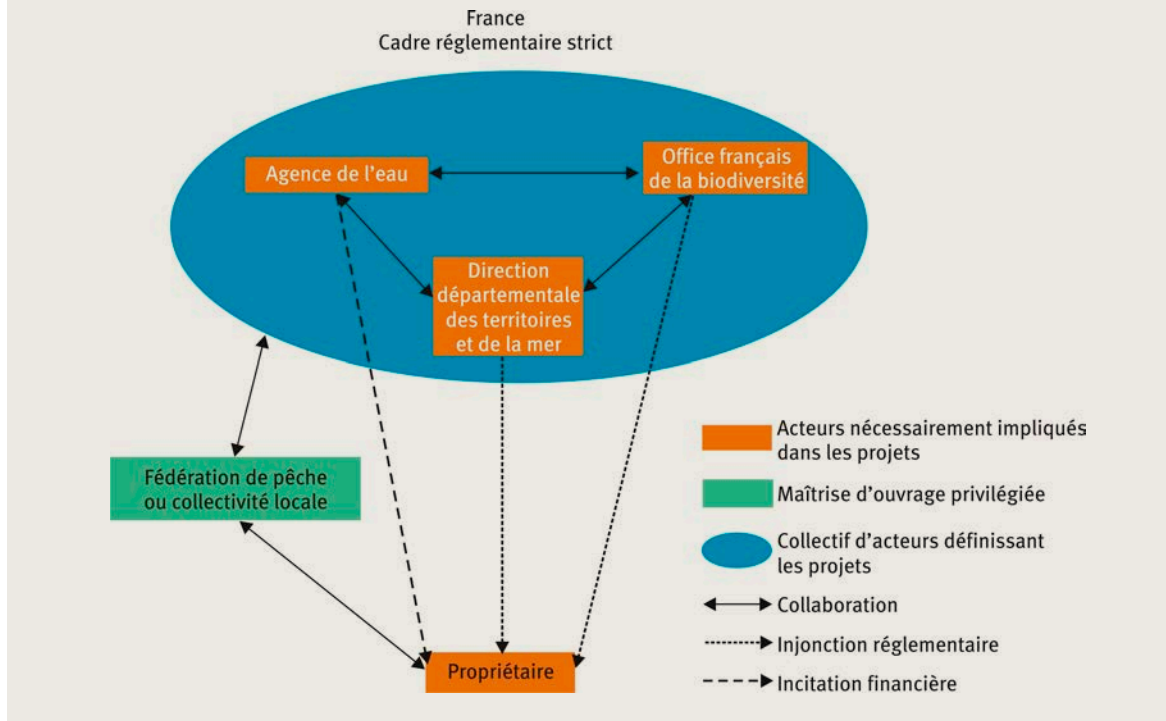 France
Cadre réglementaire strict
Agence de l'eau
Office français
de la biodiversité
Direction
départementale
des territoires
et de la mer
Fédération de pêche
ou collectivité locale
Propriétaire
Acteurs nécessairement impliqués
dans les projets
Maîtrise d'ouvrage privilégiée
Collectif d'acteurs définissant
les projets
Collaboration
Injonction réglementaire
Incitation financière